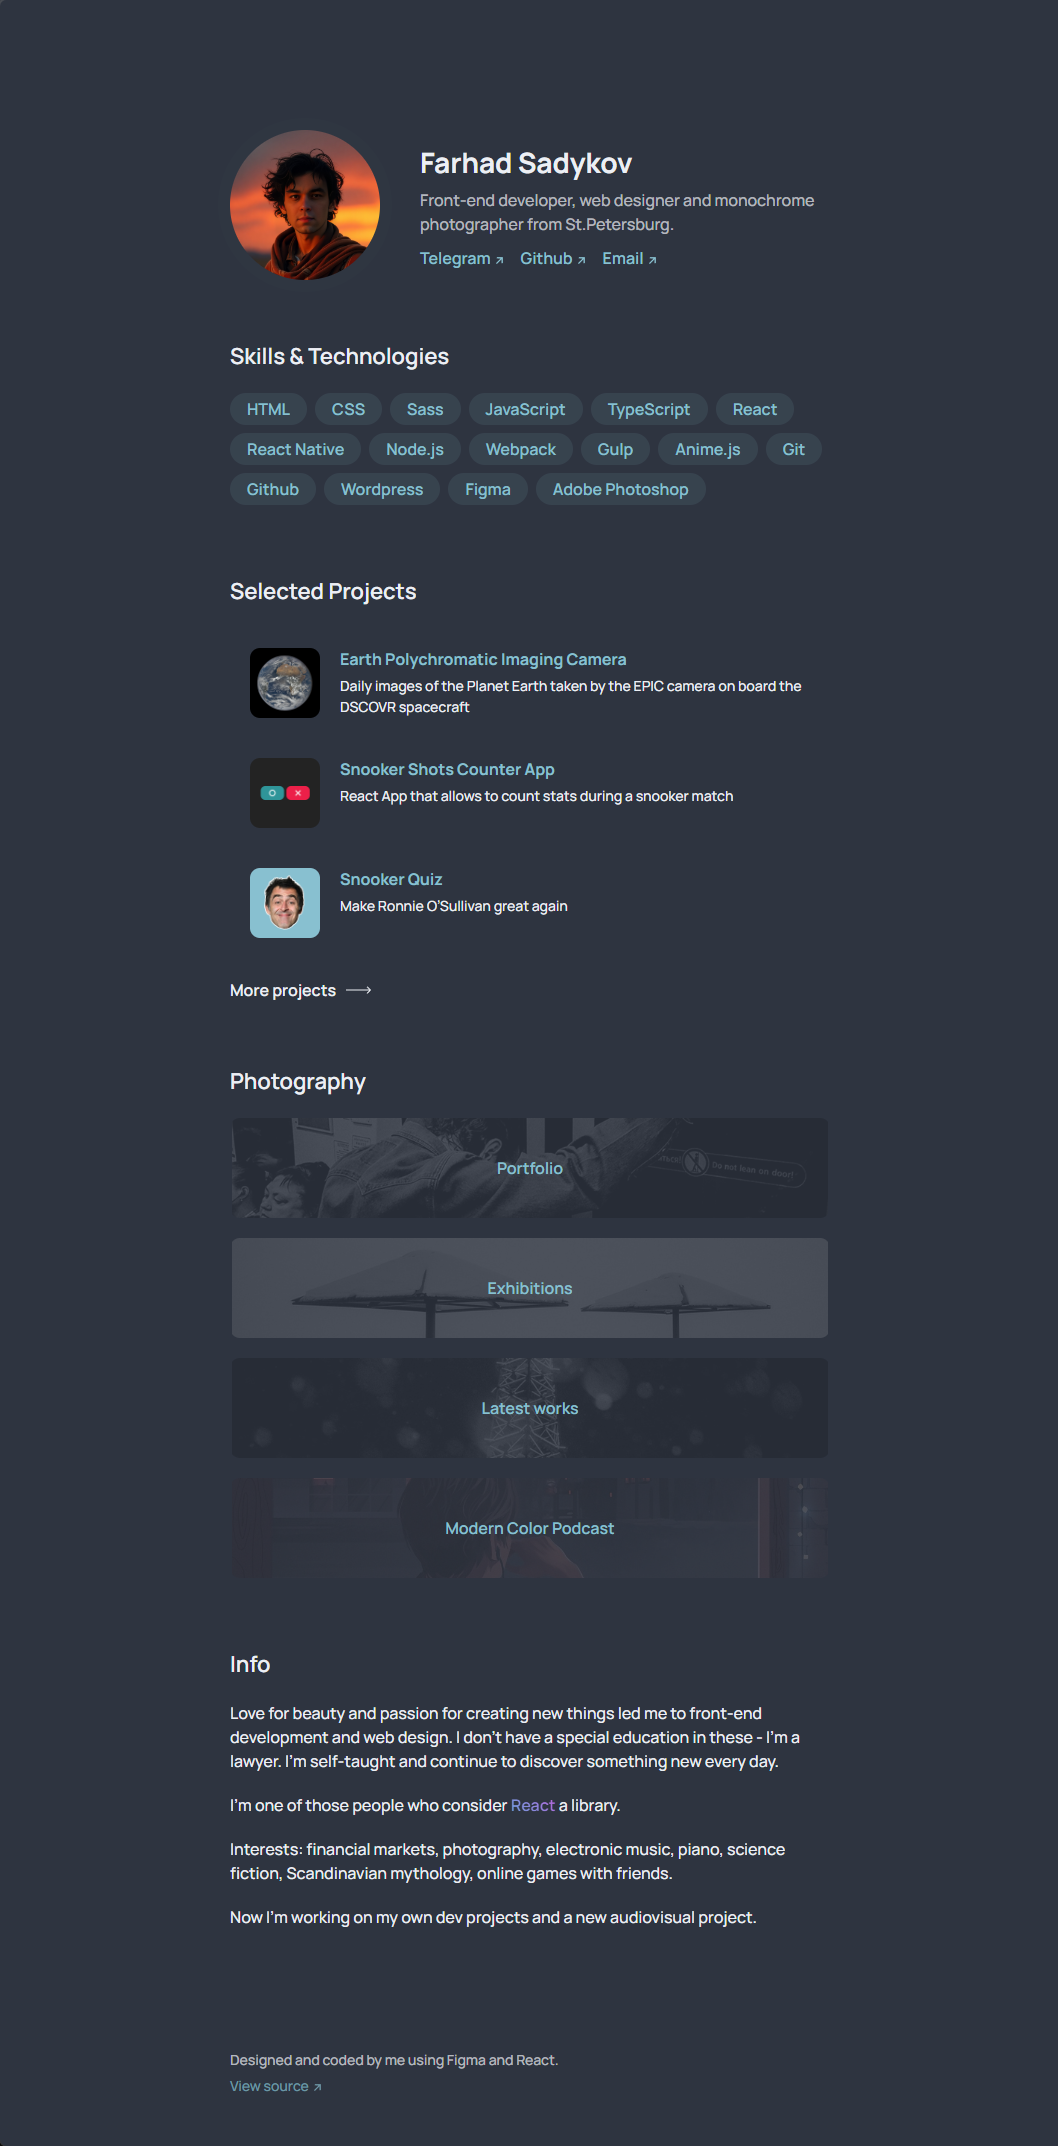 Farhad Sadykov
Front-end developer, web designer and monochrome
photographer from St.Petersburg.
Telegram ↗ Github ↗ Email ↗
Skills & Technologies
HTML CSS Sass JavaScript TypeScript React
React Native Node.js Webpack Gulp Anime.js Git
Github Wordpress Figma Adobe Photoshop
Selected Projects
Earth Polychromatic Imaging Camera
Daily images of the Planet Earth taken by the EPIC camera on board the
DSCOVR spacecraft
Snooker Shots Counter App
React App that allows to count stats during a snooker match
Snooker Quiz
Make Ronnie O'Sullivan great again
More projects ⟶
Photography
Portfolio
Do not lean on door!
Exhibitions
Latest works
Modern Color Podcast
Info
Love for beauty and passion for creating new things led me to front-end
development and web design. I don't have a special education in these - I'm a
lawyer. I'm self-taught and continue to discover something new every day.
I'm one of those people who consider React a library.
Interests: financial markets, photography, electronic music, piano, science
fiction, Scandinavian mythology, online games with friends.
Now I'm working on my own dev projects and a new audiovisual project.
Designed and coded by me using Figma and React.
View source ↗